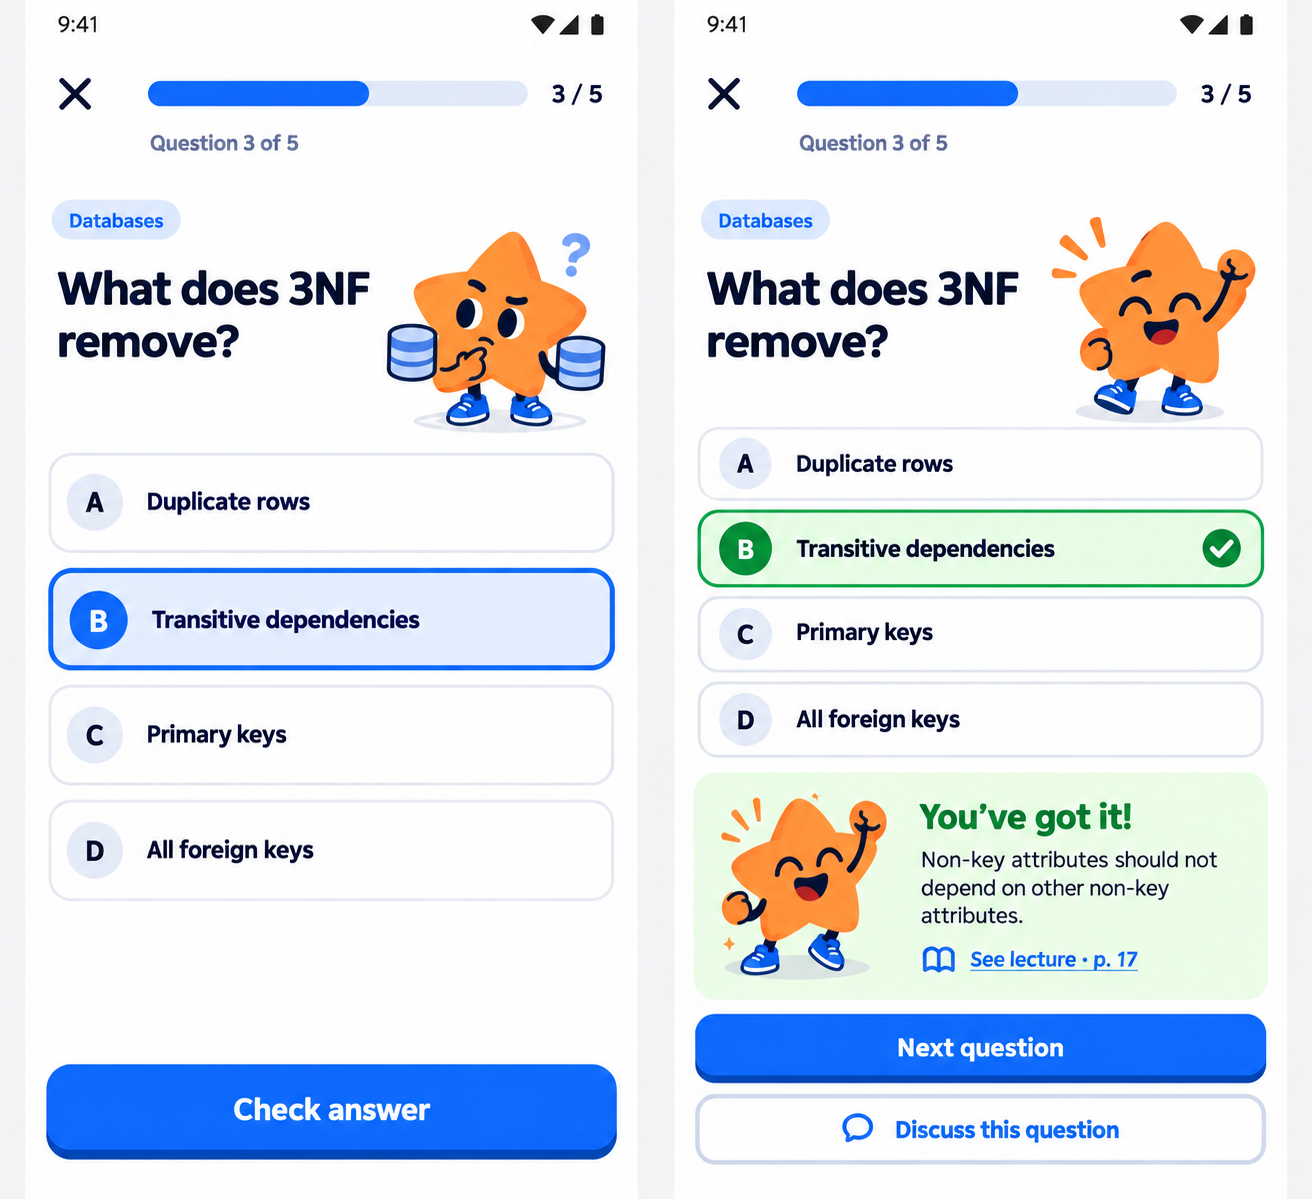 9:41
3 / 5
Question 3 of 5
Databases
What does 3NF
remove?
?
A
Duplicate rows
B
Transitive dependencies
C
Primary keys
D
All foreign keys
Check answer
9:41
3 / 5
Question 3 of 5
Databases
What does 3NF
remove?
A
Duplicate rows
B
Transitive dependencies
C
Primary keys
D
All foreign keys
You’ve got it!
Non-key attributes should not
depend on other non-key
attributes.
See lecture • p. 17
Next question
Discuss this question